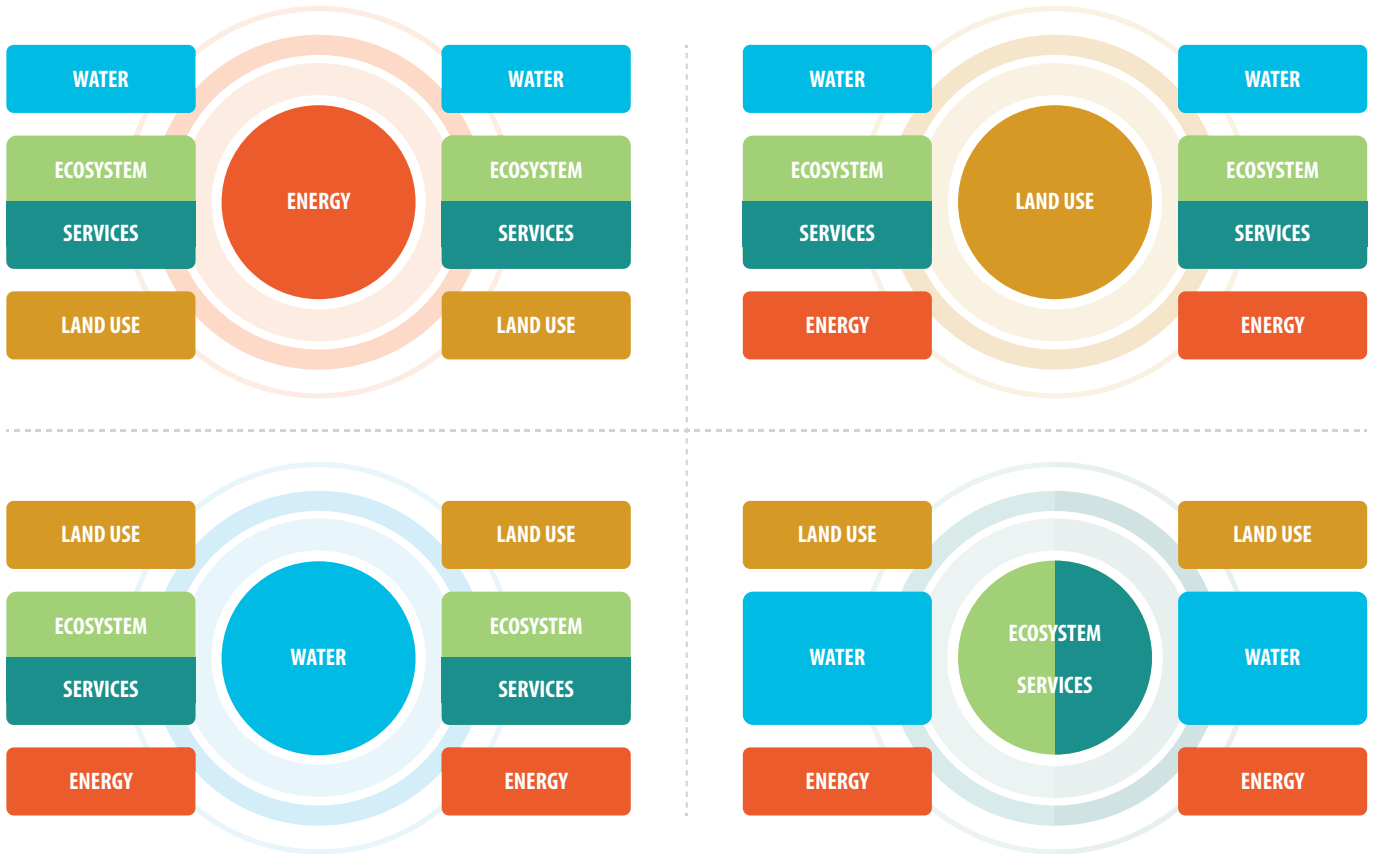 WATER
ECOSYSTEM
SERVICES
LAND USE
ENERGY
WATER
ECOSYSTEM
SERVICES
LAND USE
WATER
ECOSYSTEM
SERVICES
ENERGY
LAND USE
WATER
ECOSYSTEM
SERVICES
ENERGY
LAND USE
ECOSYSTEM
SERVICES
ENERGY
WATER
LAND USE
ECOSYSTEM
SERVICES
ENERGY
LAND USE
WATER
ENERGY
ECOSYSTEM
SERVICES
LAND USE
WATER
ENERGY